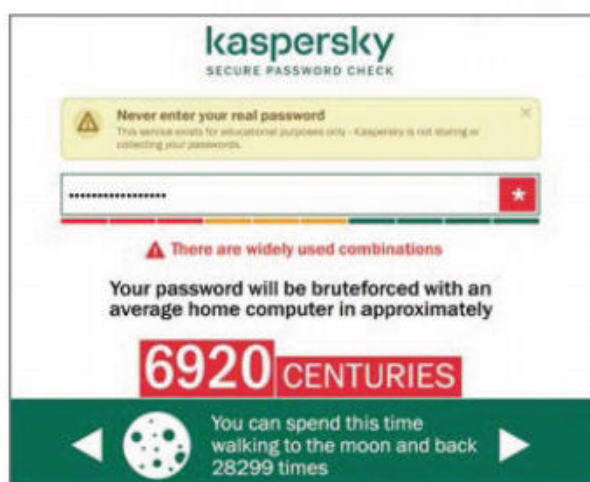 kaspersky
SECURE PASSWORD CHECK
Never enter your real password
This service exists for educational purposes only - Kaspersky is not storing or
collecting your passwords.
•••••••••••••••••
*
There are widely used combinations
Your password will be bruteforced with an
average home computer in approximately
6920 CENTURIES
You can spend this time
walking to the moon and back
28299 times